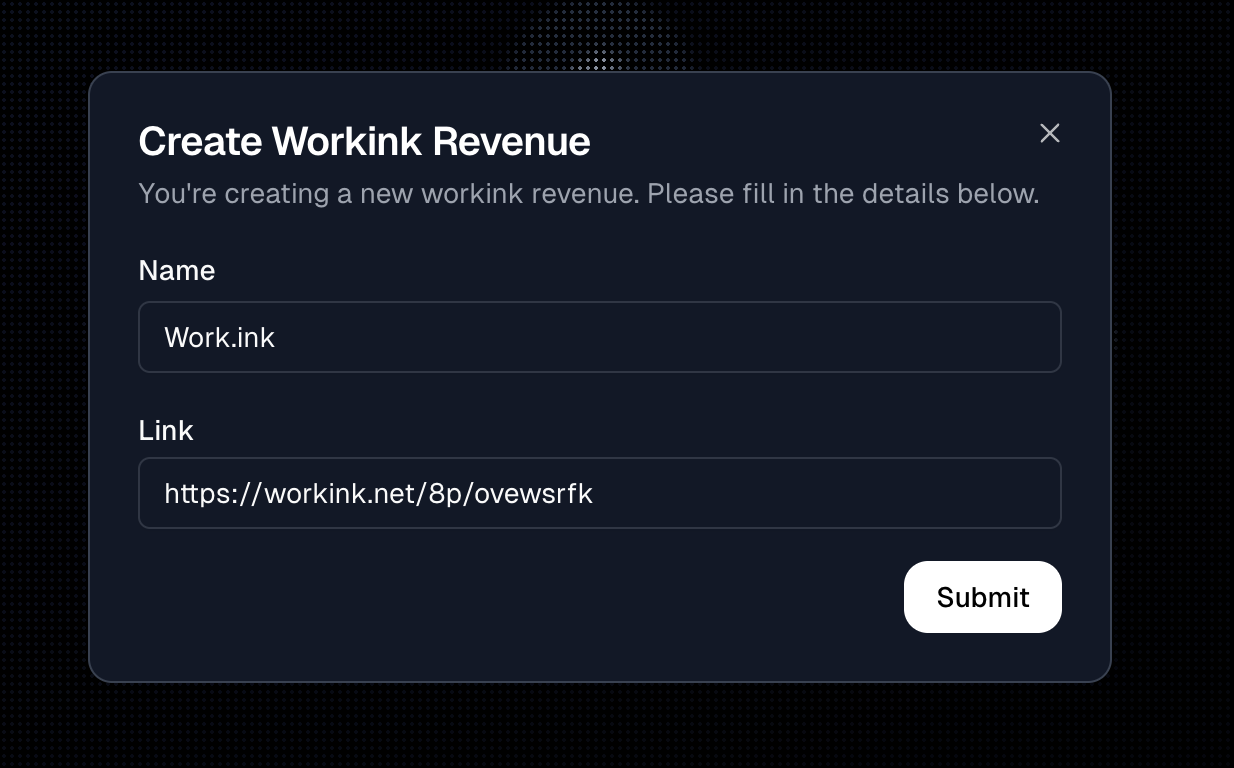 Create Workink Revenue
You're creating a new workink revenue. Please fill in the details below.
Name
Work.ink
Link
https://workink.net/8p/ovewsrfk
Submit